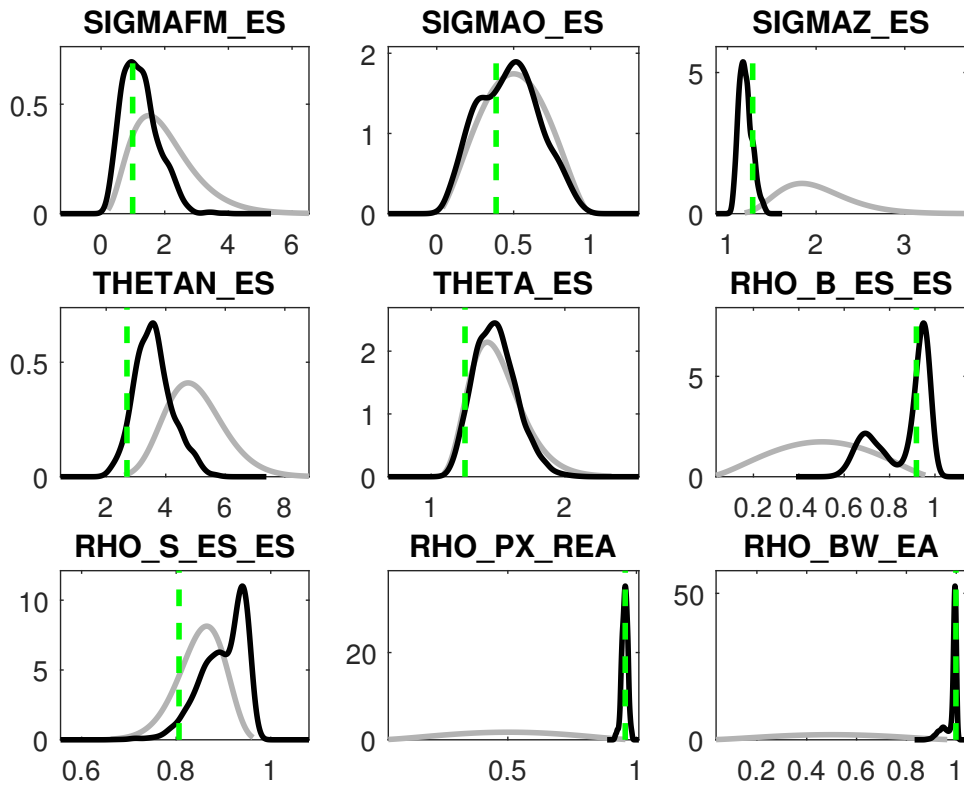 SIGMAFM_ES
0.5
0
0 2 4 6
SIGMAO_ES
2
1
0
0 0.5 1
SIGMAZ_ES
5
0
1 2 3
THETAN_ES
0.5
0
2 4 6 8
THETA_ES
2
1
0
1 2
RHO_B_ES_ES
5
0
0.2 0.4 0.6 0.8 1
RHO_S_ES_ES
10
5
0
0.6 0.8 1
RHO_PX_REA
20
0
0.5 1
RHO_BW_EA
50
0
0.2 0.4 0.6 0.8 1